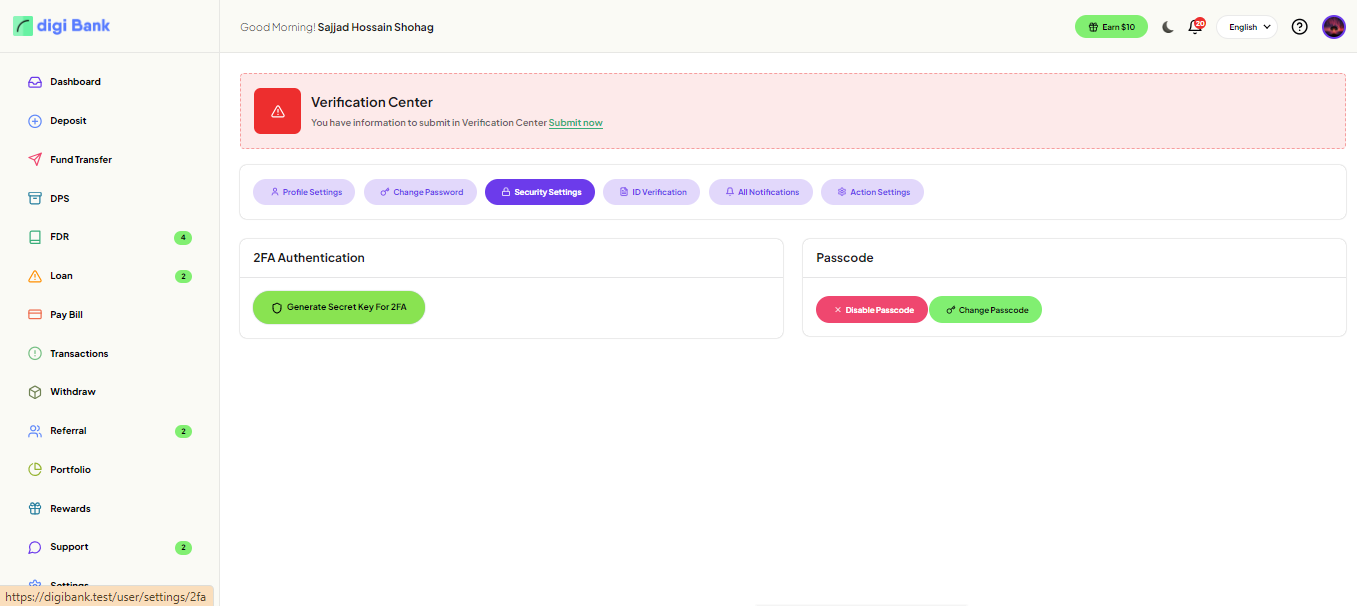 digi Bank
Good Morning! Sajjad Hossain Shohag
Earn $10
20
English
Dashboard
Deposit
Fund Transfer
DPS
FDR 4
Loan 2
Pay Bill
Transactions
Withdraw
Referral 2
Portfolio
Rewards
Support 2
Settings
https://digibank.test/user/settings/2fa
Verification Center
You have information to submit in Verification Center Submit now
Profile Settings
Change Password
Security Settings
ID Verification
All Notifications
Action Settings
2FA Authentication
Generate Secret Key For 2FA
Passcode
Disable Passcode
Change Passcode